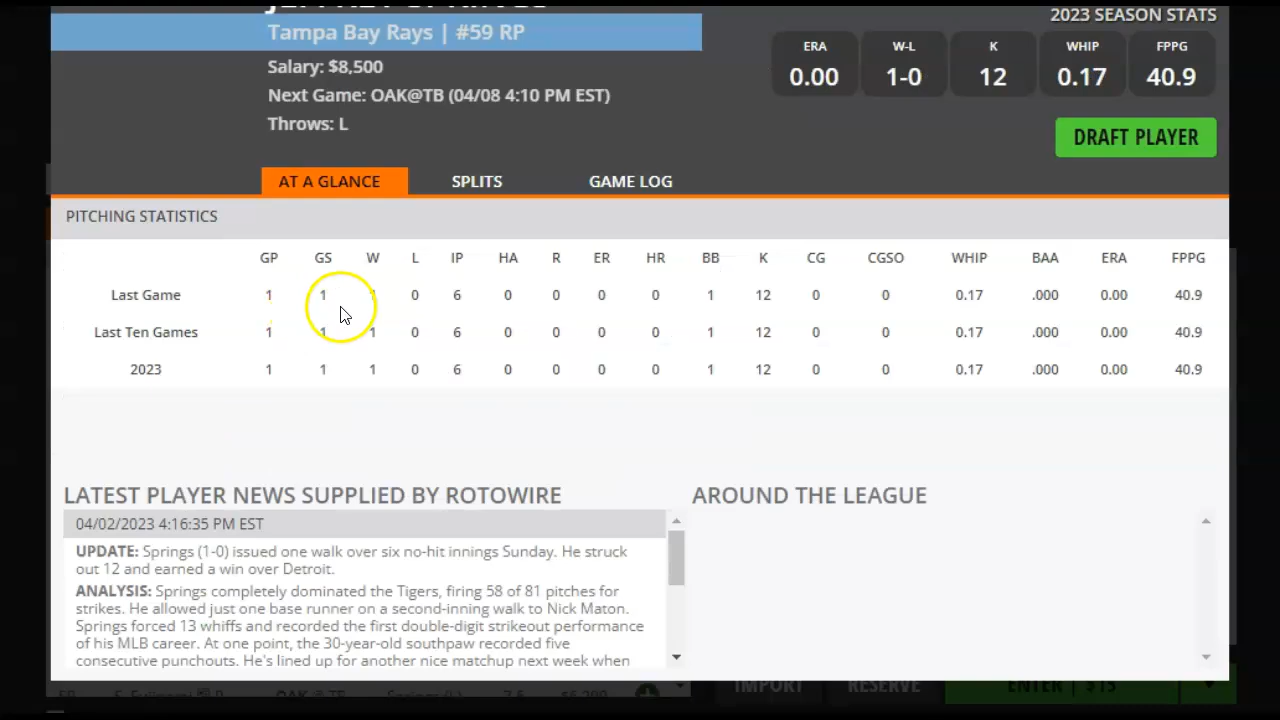 JEFFREY SPRINGS
Tampa Bay Rays | #59 RP
Salary: $8,500
Next Game: OAK@TB (04/08 4:10 PM EST)
Throws: L
2023 SEASON STATS
ERA W-L K WHIP FPPG
0.00 1-0 12 0.17 40.9
DRAFT PLAYER
AT A GLANCE SPLITS GAME LOG
PITCHING STATISTICS
GP GS W L IP HA R ER HR BB K CG CGSO WHIP BAA ERA FPPG
Last Game 1 1 1 0 6 0 0 0 0 1 12 0 0 0.17 .000 0.00 40.9
Last Ten Games 1 1 1 0 6 0 0 0 0 1 12 0 0 0.17 .000 0.00 40.9
2023 1 1 1 0 6 0 0 0 0 1 12 0 0 0.17 .000 0.00 40.9
LATEST PLAYER NEWS SUPPLIED BY ROTOWIRE
04/02/2023 4:16:35 PM EST
UPDATE: Springs (1-0) issued one walk over six no-hit innings Sunday. He struck
out 12 and earned a win over Detroit.
ANALYSIS: Springs completely dominated the Tigers, firing 58 of 81 pitches for
strikes. He allowed just one base runner on a second-inning walk to Nick Maton.
Springs forced 13 whiffs and recorded the first double-digit strikeout performance
of his MLB career. At one point, the 30-year-old southpaw recorded five
consecutive punchouts. He's lined up for another nice matchup next week when
AROUND THE LEAGUE
OAK @ TB Springs (L) 7.5
IMPORT RESERVE ENTER | $15